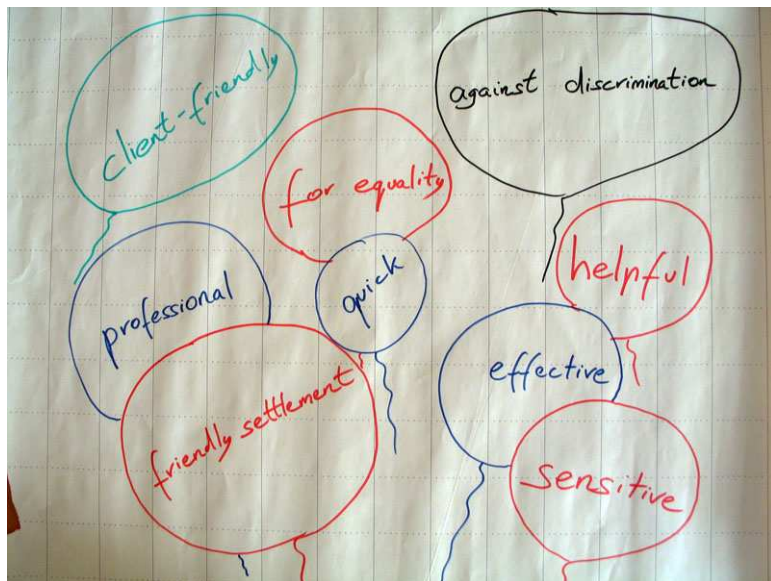 client-friendly
against discrimination
for equality
helpful
quick
professional
effective
friendly settlement
sensitive